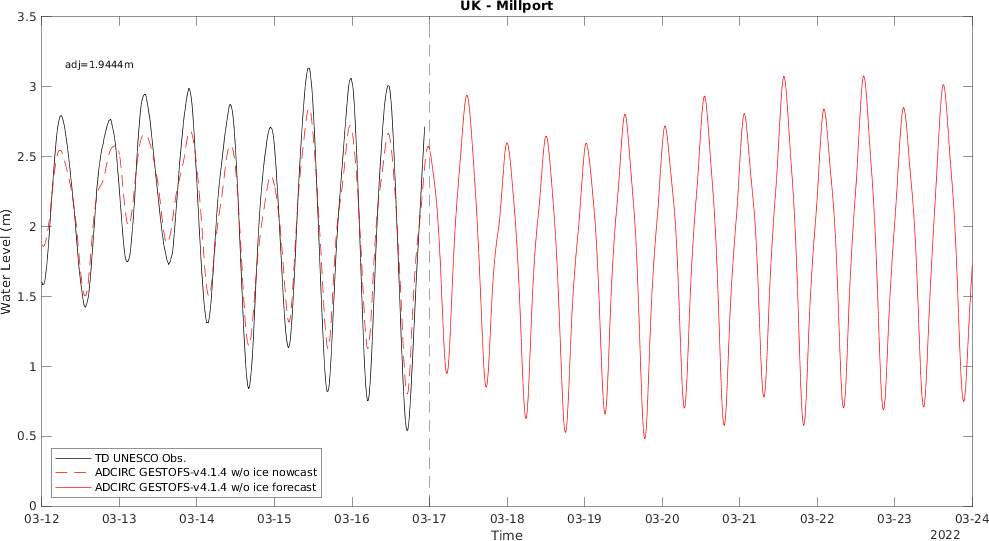 UK - Millport
3.5
3
2.5
2
1.5
1
0.5
0
Water Level (m)
adj=1.9444m
TD UNESCO Obs.
ADCIRC GESTOFS-v4.1.4 w/o ice nowcast
ADCIRC GESTOFS-v4.1.4 w/o ice forecast
03-12 03-13 03-14 03-15 03-16 03-17 03-18 03-19 03-20 03-21 03-22 03-23 03-24
Time
2022